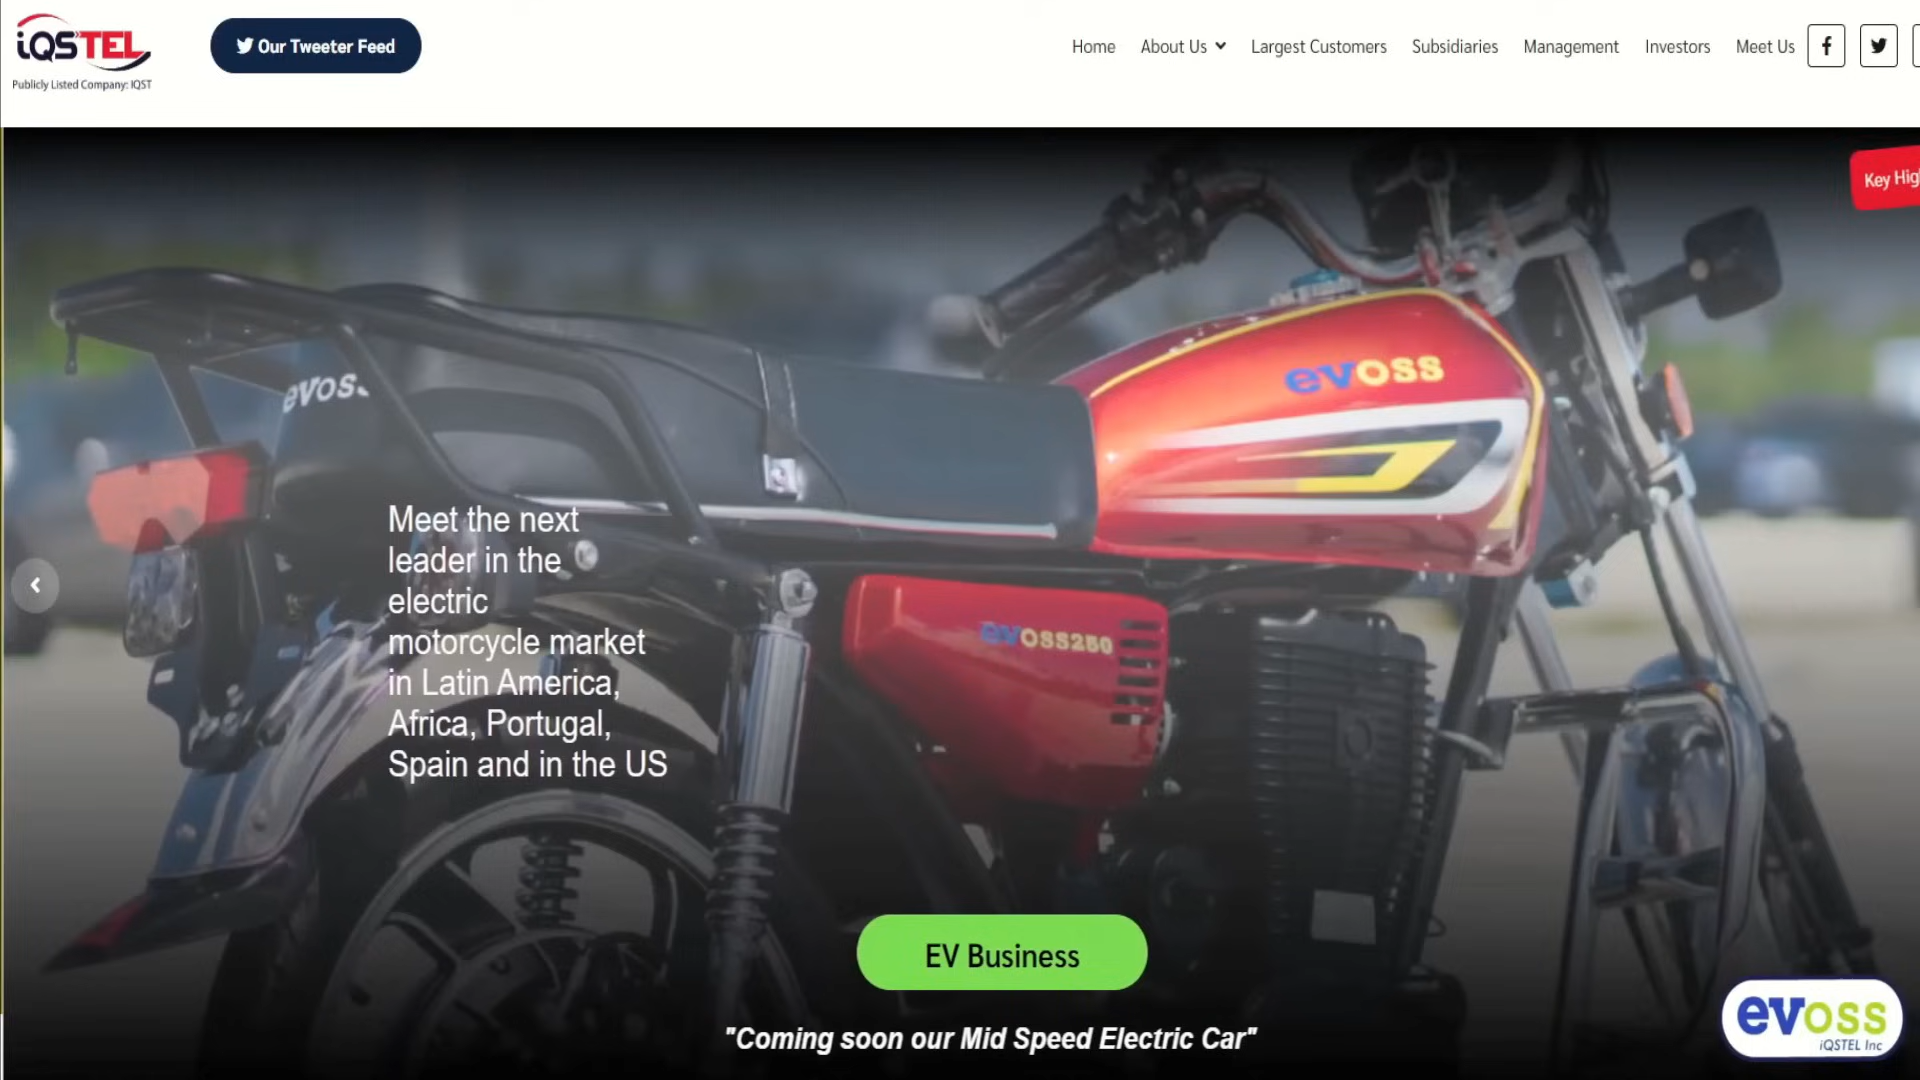 iQSTEL
Publicly Listed Company: IQST
Our Tweeter Feed
Home
About Us
Largest Customers
Subsidiaries
Management
Investors
Meet Us
Key
evoss
evoss
Meet the next
leader in the
electric
motorcycle market
in Latin America,
Africa, Portugal,
Spain and in the US
evoss250
EV Business
"Coming soon our Mid Speed Electric Car"
evoss
iQSTEL Inc